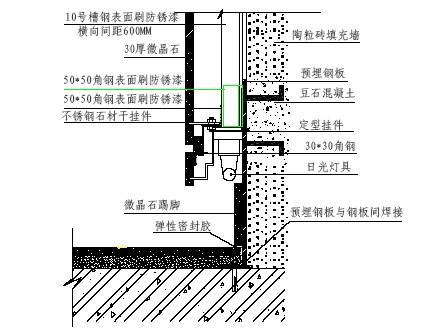 10号槽钢表面刷防锈漆
横向间距600MM
30厚微晶石
50*50角钢表面刷防锈漆
50*50角钢表面刷防锈漆
不锈钢石材干挂件
微晶石踢脚
弹性密封胶
陶粒砖填充墙
预埋钢板
豆石混凝土
定型挂件
30*30角钢
日光灯具
预埋钢板与钢板间焊接